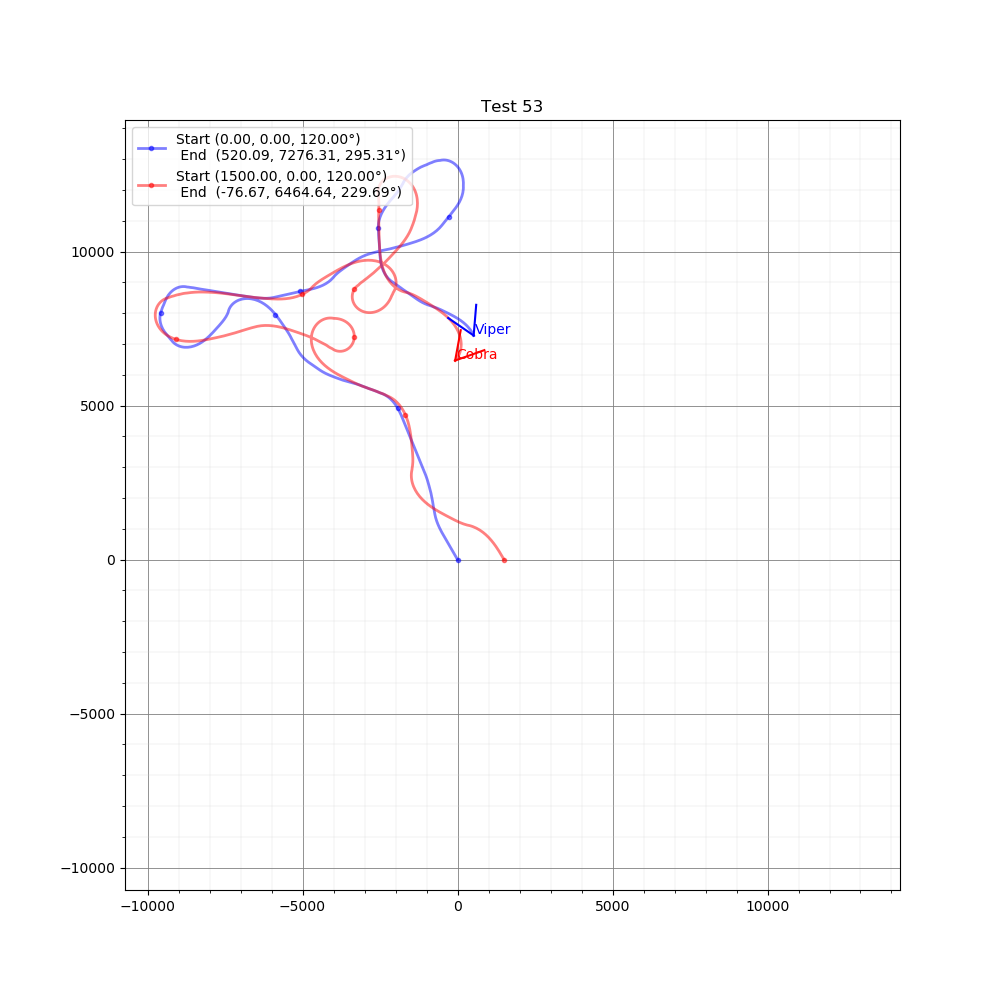 Test 53
Start (0.00, 0.00, 120.00°)
End (520.09, 7276.31, 295.31°)
Start (1500.00, 0.00, 120.00°)
End (-76.67, 6464.64, 229.69°)
10000
5000
0
−5000
−10000
Viper
Cobra
−10000 −5000 0 5000 10000